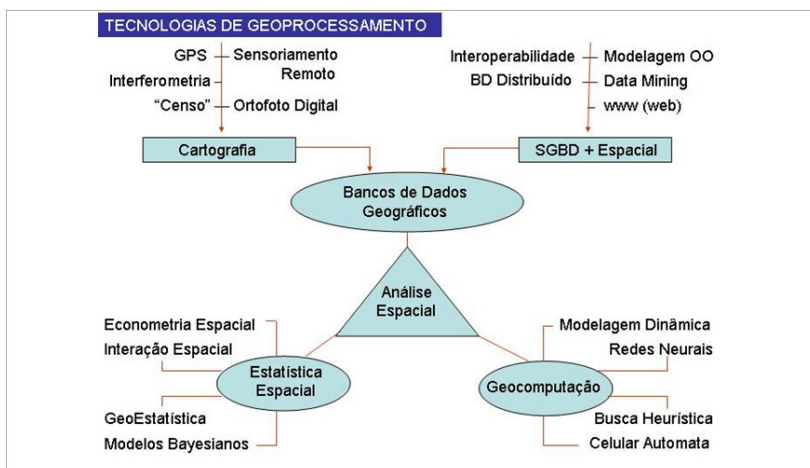 TECNOLOGIAS DE GEOPROCESSAMENTO
GPS
Sensoriamento
Remoto
Interferometria
“Censo”
Ortofoto Digital
Interoperabilidade
Modelagem OO
BD Distribuído
Data Mining
www (web)
Cartografia
SGBD + Espacial
Bancos de Dados
Geográficos
Análise
Espacial
Econometria Espacial
Interação Espacial
Estatística
Espacial
GeoEstatística
Modelos Bayesianos
Modelagem Dinâmica
Redes Neurais
Geocomputação
Busca Heurística
Celular Automata